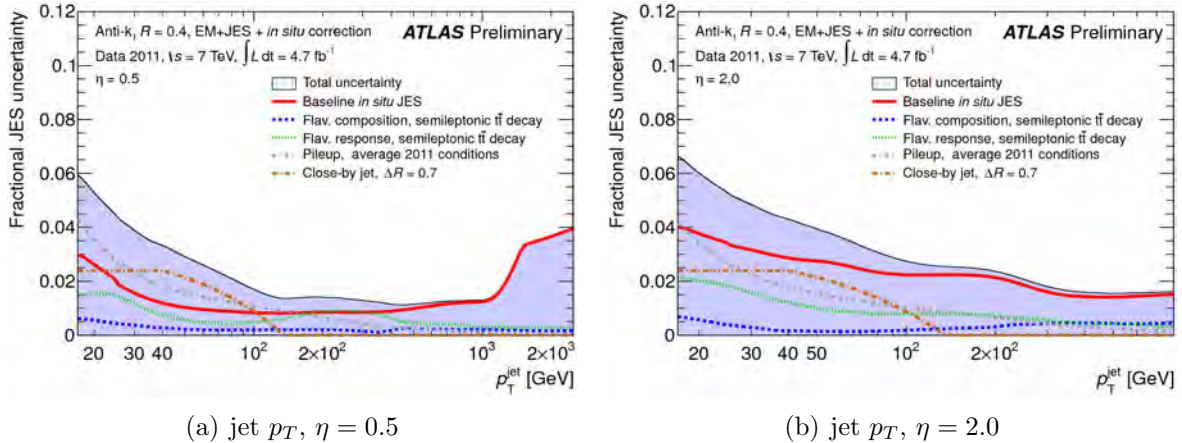 Fractional JES uncertainty
0.12
0.1
0.08
0.06
0.04
0.02
0
Anti-kₜ R = 0.4, EM+JES + in situ correction
Data 2011, √s = 7 TeV, ∫L dt = 4.7 fb⁻¹
η = 0.5
ATLAS Preliminary
Total uncertainty
Baseline in situ JES
Flav. composition, semileptonic tt̄ decay
Flav. response, semileptonic tt̄ decay
Pileup, average 2011 conditions
Close-by jet, ΔR = 0.7
20 30 40 10² 2×10² 10³ 2×10³
p_T^jet [GeV]
(a) jet p_T, η = 0.5
Fractional JES uncertainty
0.12
0.1
0.08
0.06
0.04
0.02
0
Anti-kₜ R = 0.4, EM+JES + in situ correction
Data 2011, √s = 7 TeV, ∫L dt = 4.7 fb⁻¹
η = 2.0
ATLAS Preliminary
Total uncertainty
Baseline in situ JES
Flav. composition, semileptonic tt̄ decay
Flav. response, semileptonic tt̄ decay
Pileup, average 2011 conditions
Close-by jet, ΔR = 0.7
20 30 40 50 10² 2×10²
p_T^jet [GeV]
(b) jet p_T, η = 2.0